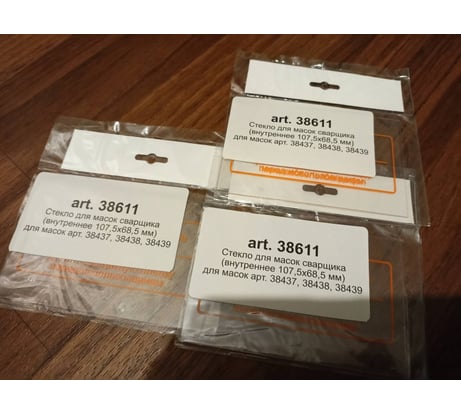 art. 38611
Стекло для масок сварщика
(внутреннее 107,5х68,5 мм)
для масок арт. 38437, 38438, 38439
art. 38611
Стекло для масок сварщика
(внутреннее 107,5х68,5 мм)
для масок арт. 38437, 38438, 38439
art. 38611
Стекло для масок сварщика
(внутреннее 107,5х68,5 мм)
для масок арт. 38437, 38438, 38439